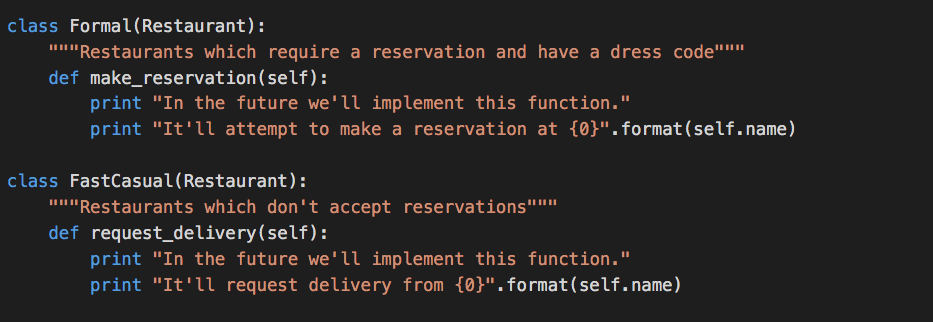 class Formal(Restaurant):
    """Restaurants which require a reservation and have a dress code"""
    def make_reservation(self):
        print "In the future we'll implement this function."
        print "It'll attempt to make a reservation at {0}".format(self.name)

class FastCasual(Restaurant):
    """Restaurants which don't accept reservations"""
    def request_delivery(self):
        print "In the future we'll implement this function."
        print "It'll request delivery from {0}".format(self.name)